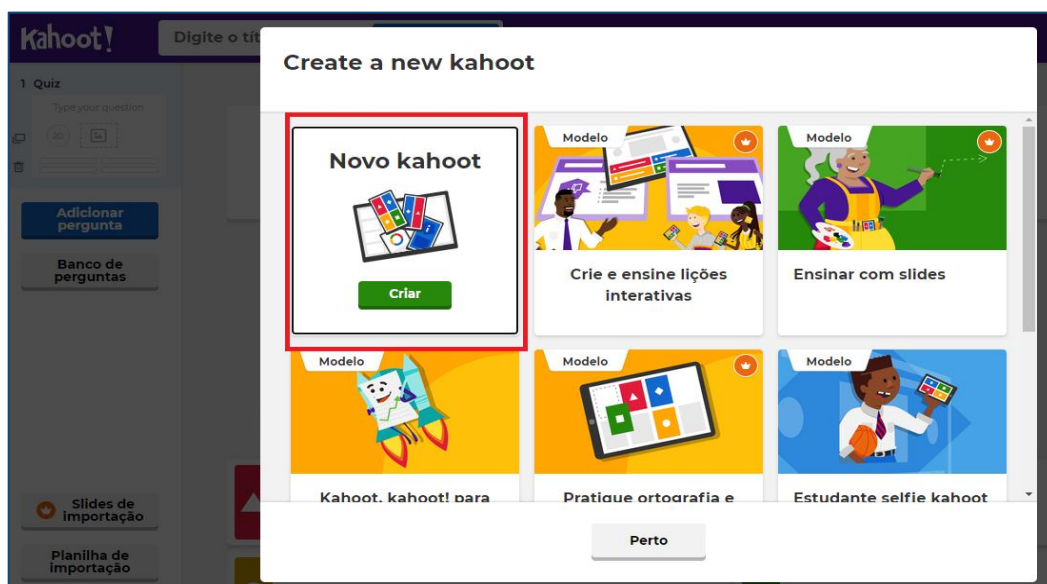 Kahoot!
Digite o tít
Create a new kahoot
1 Quiz
Type your question
20
Adicionar
pergunta
Banco de
perguntas
Slides de
importação
Planilha de
importação
Novo kahoot
Criar
Modelo
Crie e ensine lições
interativas
Modelo
Ensinar com slides
Modelo
Kahoot, kahoot! para
Modelo
Pratique ortografia e
Modelo
Estudante selfie kahoot
Perto